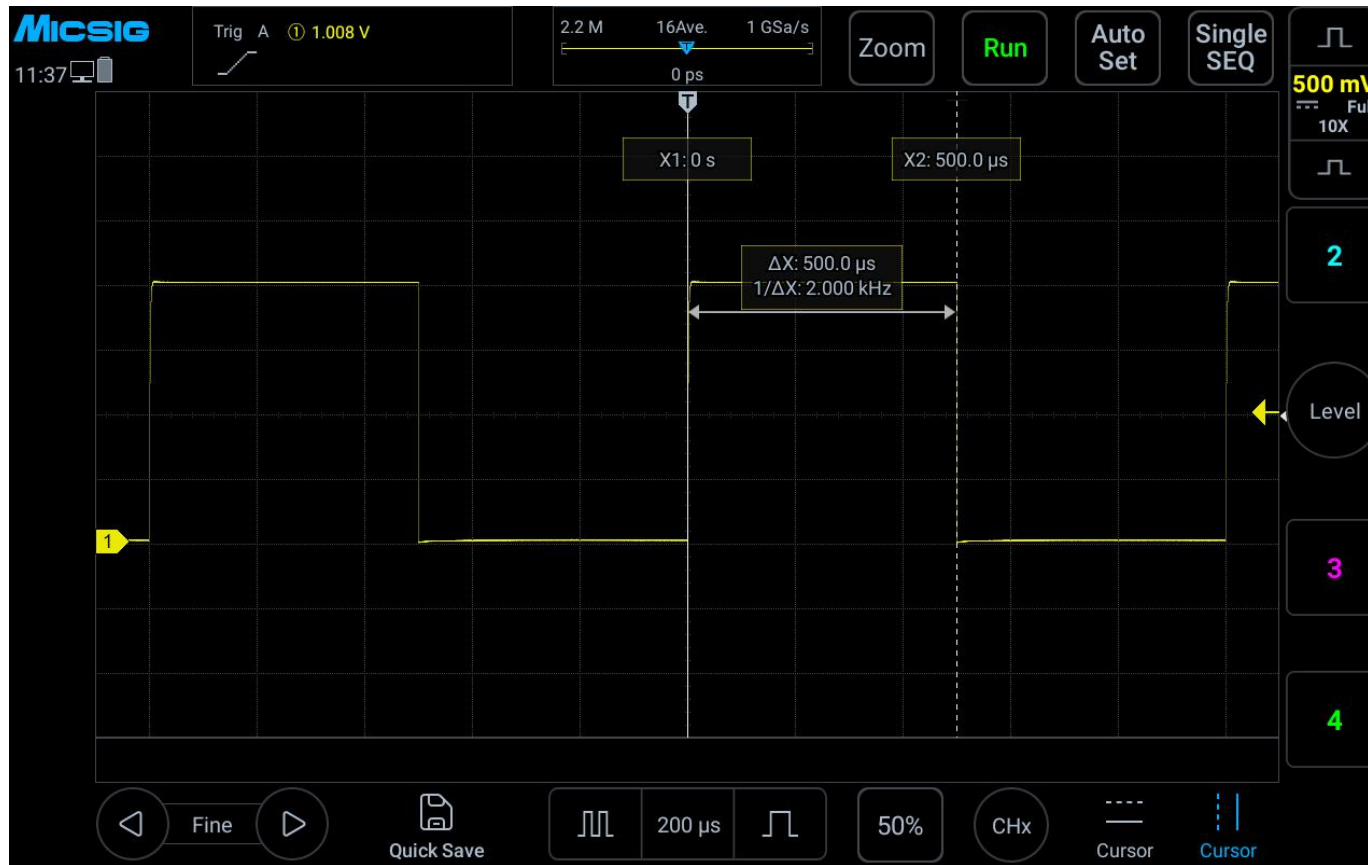 MICSIG
11:37
Trig A ① 1.008 V
2.2 M 16Ave. 1 GSa/s
T
0 ps
Zoom
Run
Auto
Set
Single
SEQ
500 mV
Ful
10X
T
X1: 0 s
X2: 500.0 µs
ΔX: 500.0 µs
1/ΔX: 2.000 kHz
2
Level
1
3
4
Fine
Quick Save
200 µs
50%
CHx
Cursor
Cursor